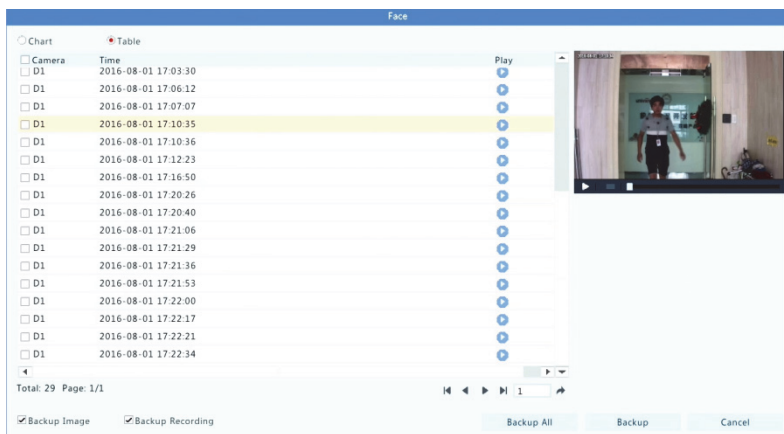 Face
Chart
Table
Camera Time Play
D1 2016-08-01 17:03:30
D1 2016-08-01 17:06:12
D1 2016-08-01 17:07:07
D1 2016-08-01 17:10:35
D1 2016-08-01 17:10:36
D1 2016-08-01 17:12:23
D1 2016-08-01 17:16:50
D1 2016-08-01 17:20:26
D1 2016-08-01 17:20:40
D1 2016-08-01 17:21:06
D1 2016-08-01 17:21:29
D1 2016-08-01 17:21:36
D1 2016-08-01 17:21:53
D1 2016-08-01 17:22:00
D1 2016-08-01 17:22:17
D1 2016-08-01 17:22:21
D1 2016-08-01 17:22:34
Total: 29 Page: 1/1
1
Backup Image Backup Recording Backup All Backup Cancel